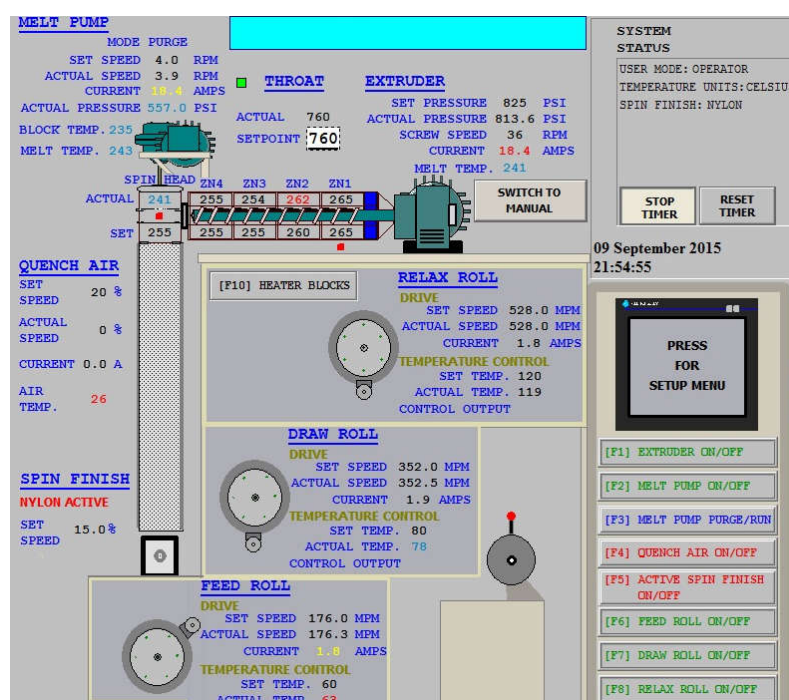 MELT PUMP
MODE PURGE
SET SPEED 4.0 RPM
ACTUAL SPEED 3.9 RPM
CURRENT 18.4 AMPS
ACTUAL PRESSURE 557.0 PSI
BLOCK TEMP. 235
MELT TEMP. 243
THROAT
ACTUAL 760
SETPOINT 760
EXTRUDER
SET PRESSURE 825 PSI
ACTUAL PRESSURE 813.6 PSI
SCREW SPEED 36 RPM
CURRENT 18.4 AMPS
MELT TEMP. 241
SWITCH TO
MANUAL
SPIN HEAD ZN4 ZN3 ZN2 ZN1
ACTUAL 241 255 254 262 265
SET 255 255 255 260 265
QUENCH AIR
SET
SPEED 20 %
ACTUAL
SPEED 0 %
CURRENT 0.0 A
AIR
TEMP. 26
SPIN FINISH
NYLON ACTIVE
SET
SPEED 15.0%
[F10] HEATER BLOCKS
RELAX ROLL
DRIVE
SET SPEED 528.0 MPM
ACTUAL SPEED 528.0 MPM
CURRENT 1.8 AMPS
TEMPERATURE CONTROL
SET TEMP. 120
ACTUAL TEMP. 119
CONTROL OUTPUT
DRAW ROLL
DRIVE
SET SPEED 352.0 MPM
ACTUAL SPEED 352.5 MPM
CURRENT 1.9 AMPS
TEMPERATURE CONTROL
SET TEMP. 80
ACTUAL TEMP. 78
CONTROL OUTPUT
FEED ROLL
DRIVE
SET SPEED 176.0 MPM
ACTUAL SPEED 176.3 MPM
CURRENT 1.8 AMPS
TEMPERATURE CONTROL
SET TEMP. 60
ACTUAL TEMP. 63
SYSTEM
STATUS
USER MODE: OPERATOR
TEMPERATURE UNITS:CELSIU
SPIN FINISH: NYLON
STOP
TIMER
RESET
TIMER
09 September 2015
21:54:55
PRESS
FOR
SETUP MENU
[F1] EXTRUDER ON/OFF
[F2] MELT PUMP ON/OFF
[F3] MELT PUMP PURGE/RUN
[F4] QUENCH AIR ON/OFF
[F5] ACTIVE SPIN FINISH
ON/OFF
[F6] FEED ROLL ON/OFF
[F7] DRAW ROLL ON/OFF
[F8] RELAX ROLL ON/OFF